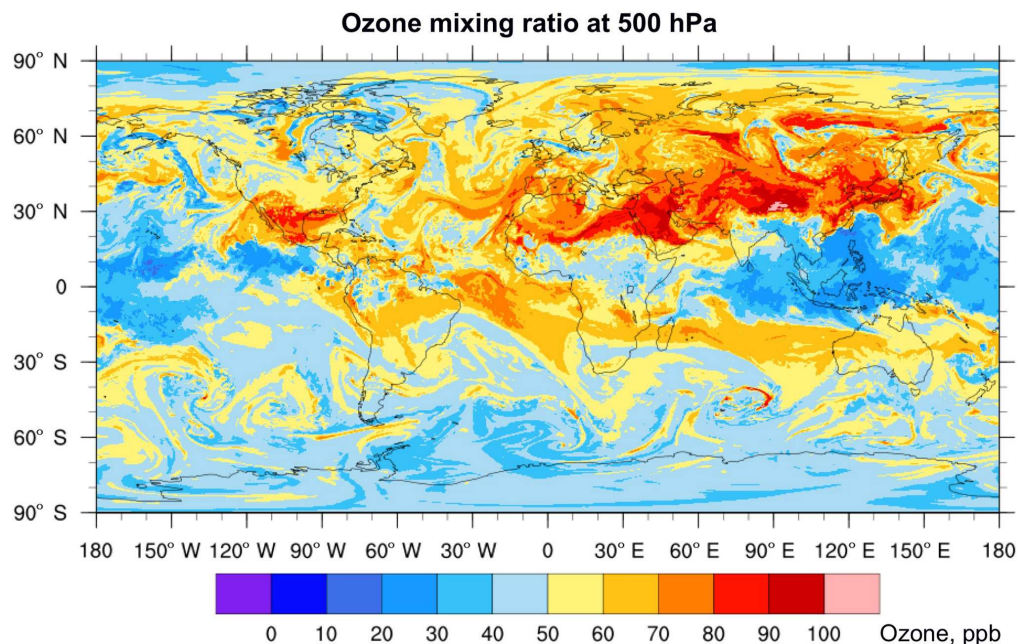 Ozone mixing ratio at 500 hPa
90° N
60° N
30° N
0
30° S
60° S
90° S
180 150° W 120° W 90° W 60° W 30° W 0 30° E 60° E 90° E 120° E 150° E 180
0 10 20 30 40 50 60 70 80 90 100 Ozone, ppb